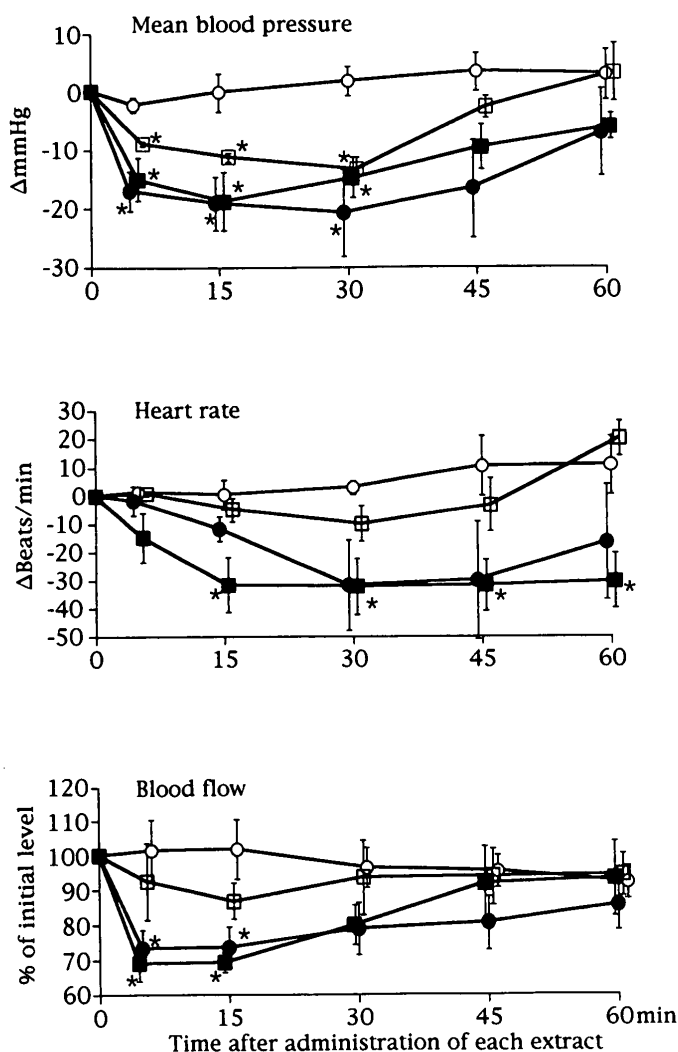 Mean blood pressure
10
0
-10
-20
-30
ΔmmHg
* * * * * * * * *
0 15 30 45 60
Heart rate
30
20
10
0
-10
-20
-30
-40
-50
ΔBeats/min
* * * *
0 15 30 45 60
Blood flow
120
110
100
90
80
70
60
% of initial level
* * * *
0 15 30 45 60min
Time after administration of each extract